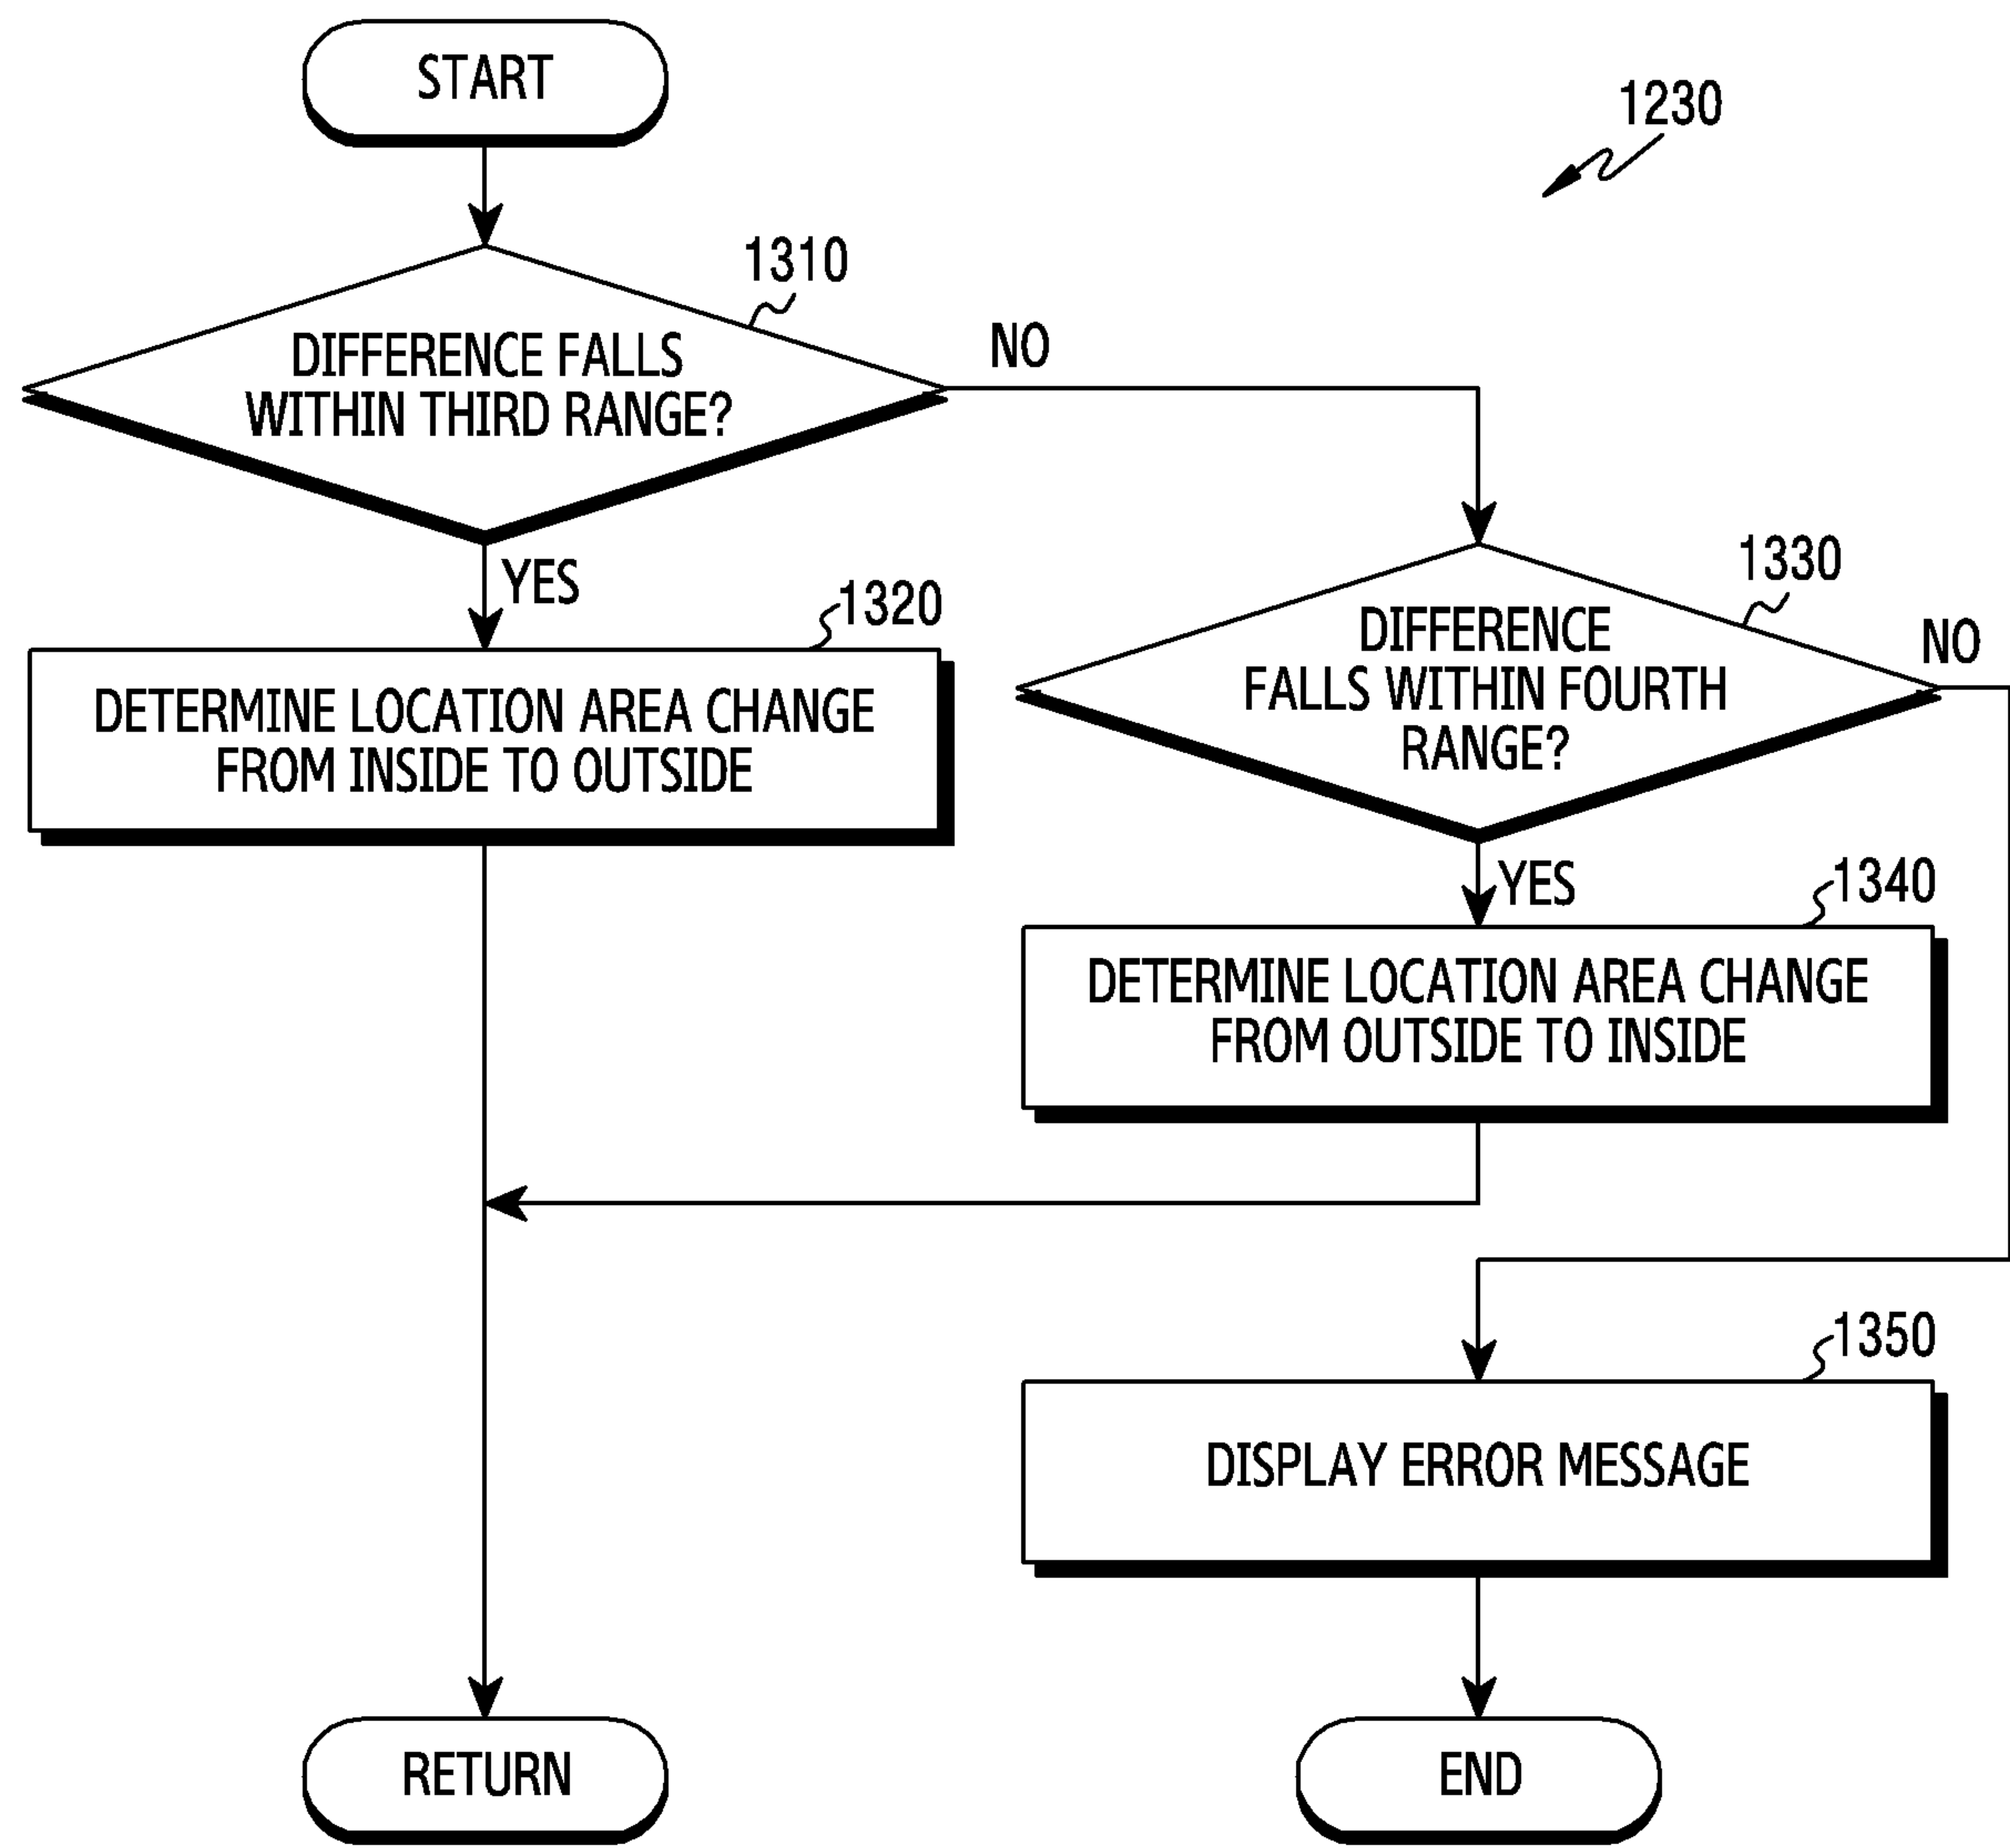 START
1230
1310
DIFFERENCE FALLS
WITHIN THIRD RANGE?
NO
YES
1320
DETERMINE LOCATION AREA CHANGE
FROM INSIDE TO OUTSIDE
1330
DIFFERENCE
FALLS WITHIN FOURTH
RANGE?
NO
YES
1340
DETERMINE LOCATION AREA CHANGE
FROM OUTSIDE TO INSIDE
1350
DISPLAY ERROR MESSAGE
RETURN
END